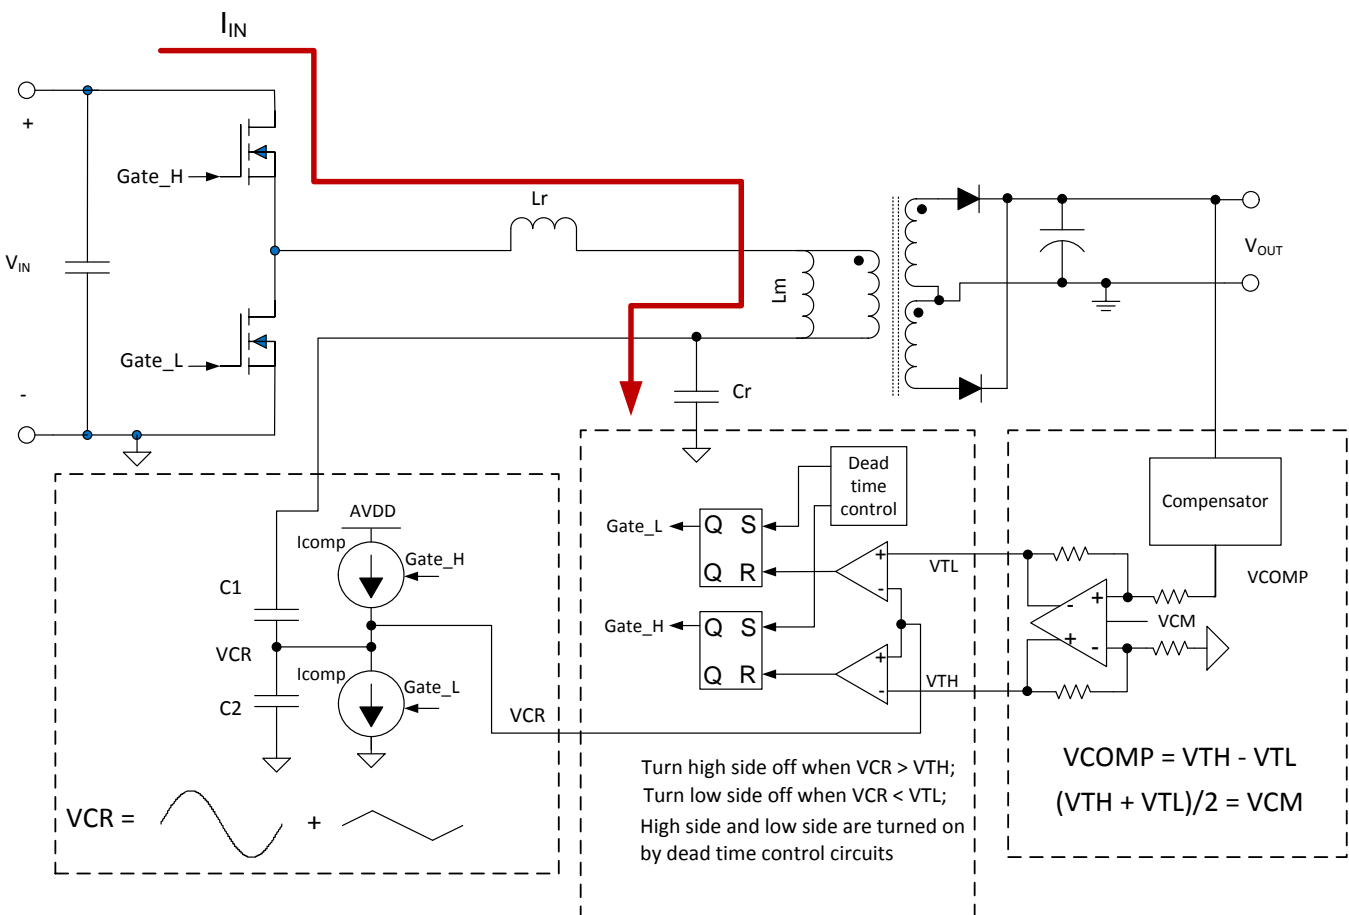 I_IN
+
Gate_H
Lr
V_IN
V_OUT
Lm
Gate_L
-
Cr
Dead
time
control
AVDD
Icomp
Gate_H
C1
VCR
Icomp
Gate_L
C2
VCR
Gate_L
Q S
Q R
Gate_H
Q S
Q R
+
-
+
-
VTL
VTH
Compensator
VCOMP
-
+
VCM
+
-
VCR =
+
Turn high side off when VCR > VTH;
Turn low side off when VCR < VTL;
High side and low side are turned on
by dead time control circuits
VCOMP = VTH - VTL
(VTH + VTL)/2 = VCM